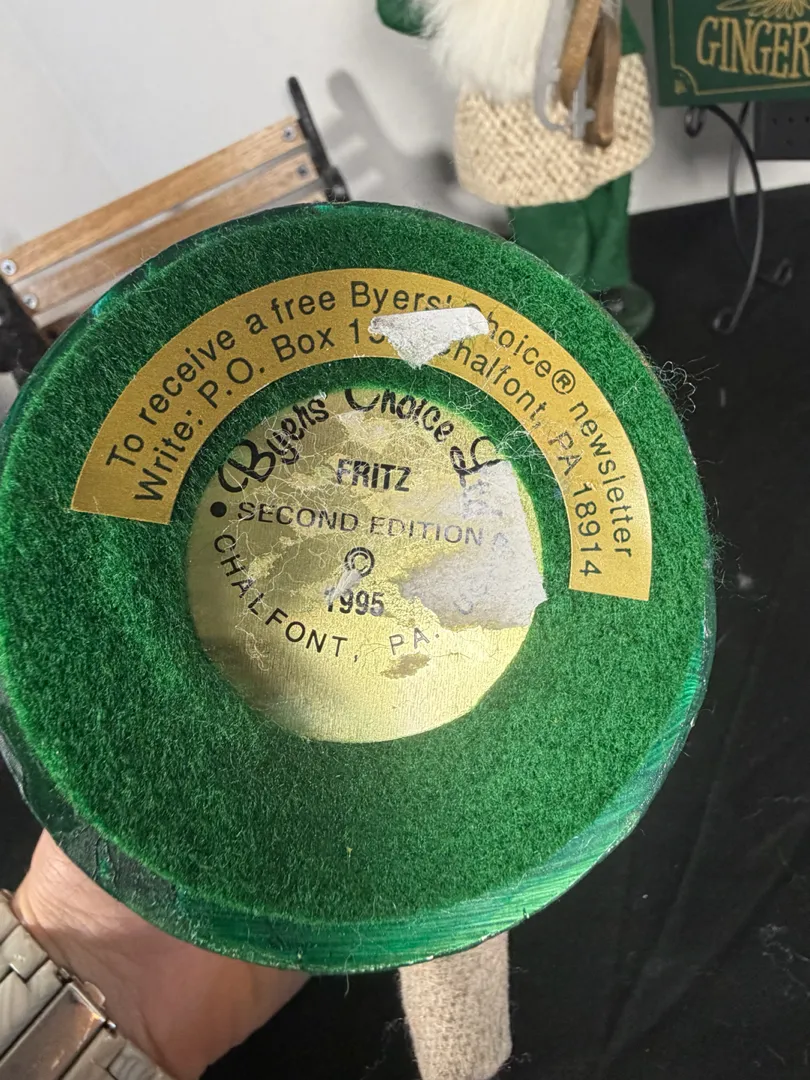 GINGER
To receive a free Byers' Choice® newsletter
Write: P.O. Box Chalfont, PA 18914
Byers' Choice
FRITZ
• SECOND EDITION
©
1995
CHALFONT, PA.